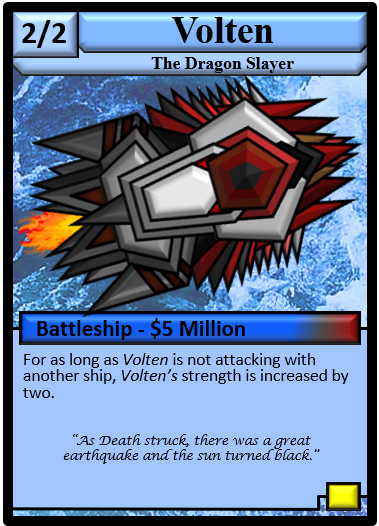 2/2
Volten
The Dragon Slayer
Battleship - $5 Million
For as long as Volten is not attacking with
another ship, Volten's strength is increased by
two.
"As Death struck, there was a great
earthquake and the sun turned black."